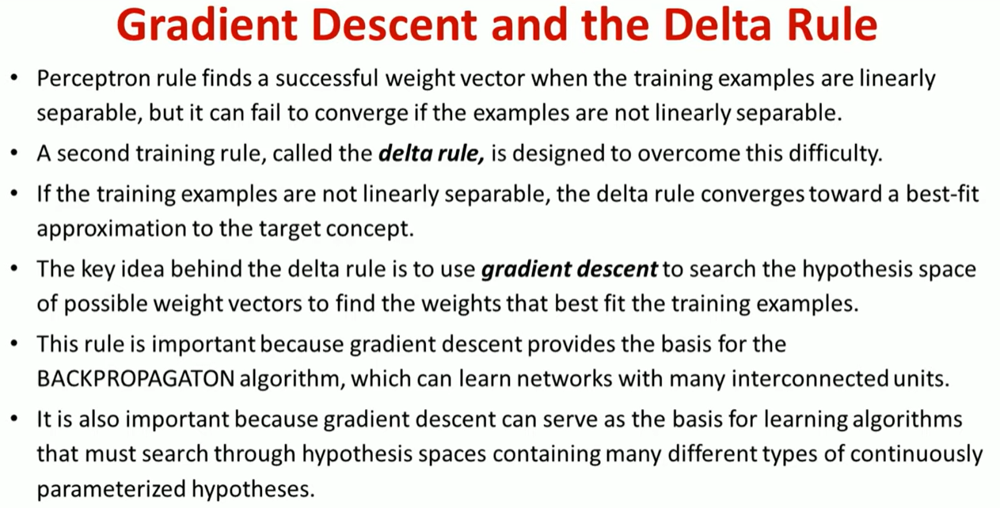 Gradient Descent and the Delta Rule
• Perceptron rule finds a successful weight vector when the training examples are linearly
separable, but it can fail to converge if the examples are not linearly separable.
• A second training rule, called the delta rule, is designed to overcome this difficulty.
• If the training examples are not linearly separable, the delta rule converges toward a best-fit
approximation to the target concept.
• The key idea behind the delta rule is to use gradient descent to search the hypothesis space
of possible weight vectors to find the weights that best fit the training examples.
• This rule is important because gradient descent provides the basis for the
BACKPROPAGATON algorithm, which can learn networks with many interconnected units.
• It is also important because gradient descent can serve as the basis for learning algorithms
that must search through hypothesis spaces containing many different types of continuously
parameterized hypotheses.